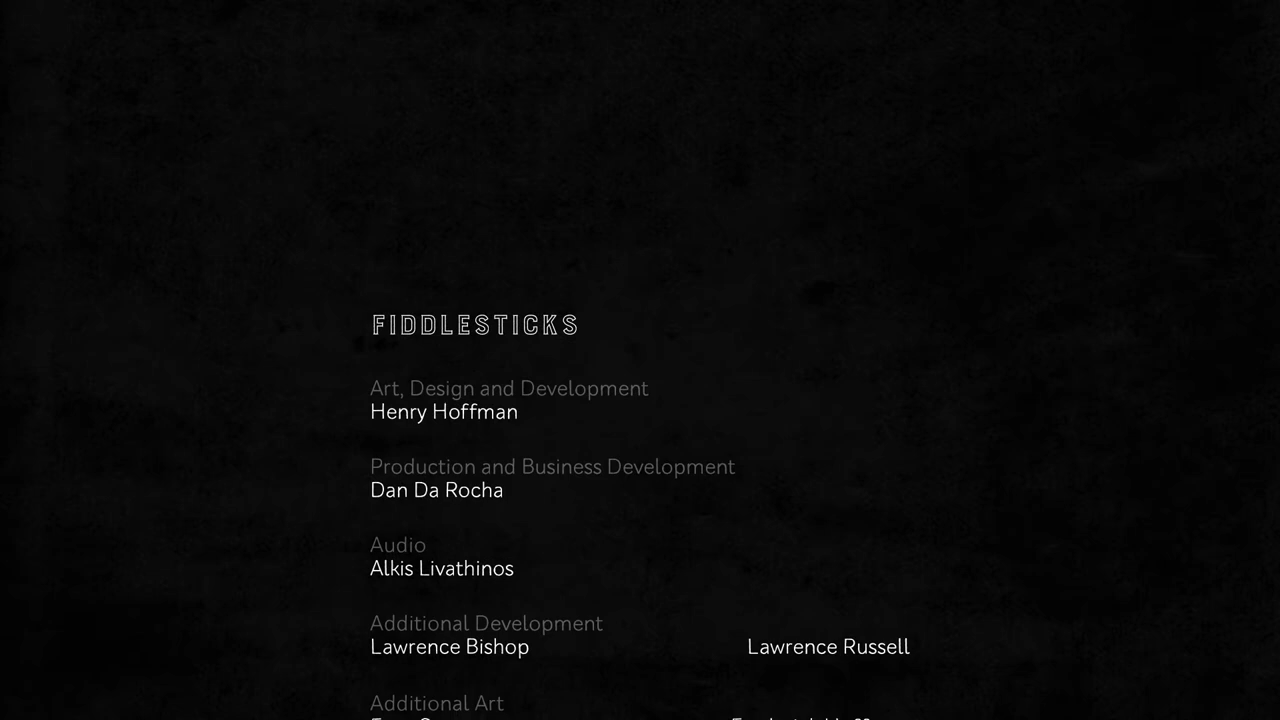 FIDDLESTICKS
Art, Design and Development
Henry Hoffman
Production and Business Development
Dan Da Rocha
Audio
Alkis Livathinos
Additional Development
Lawrence Bishop Lawrence Russell
Additional Art